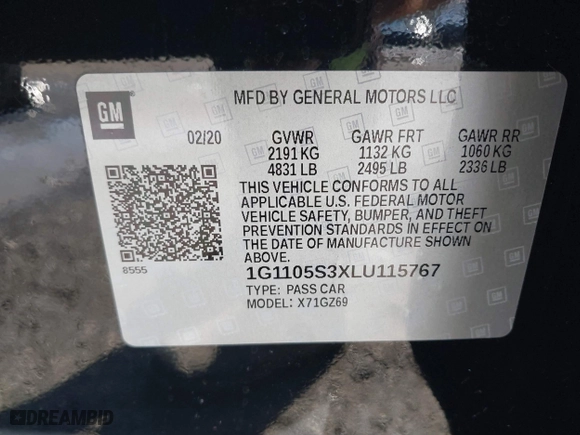 GM
MFD BY GENERAL MOTORS LLC
02/20 GVWR GAWR FRT GAWR RR
2191 KG 1132 KG 1060 KG
4831 LB 2495 LB 2336 LB
THIS VEHICLE CONFORMS TO ALL
APPLICABLE U.S. FEDERAL MOTOR
VEHICLE SAFETY, BUMPER, AND THEFT
PREVENTION STANDARDS IN EFFECT ON
THE DATE OF MANUFACTURE SHOWN
ABOVE.
8555
1G1105S3XLU115767
TYPE: PASS CAR
MODEL: X71GZ69
DREAMBID